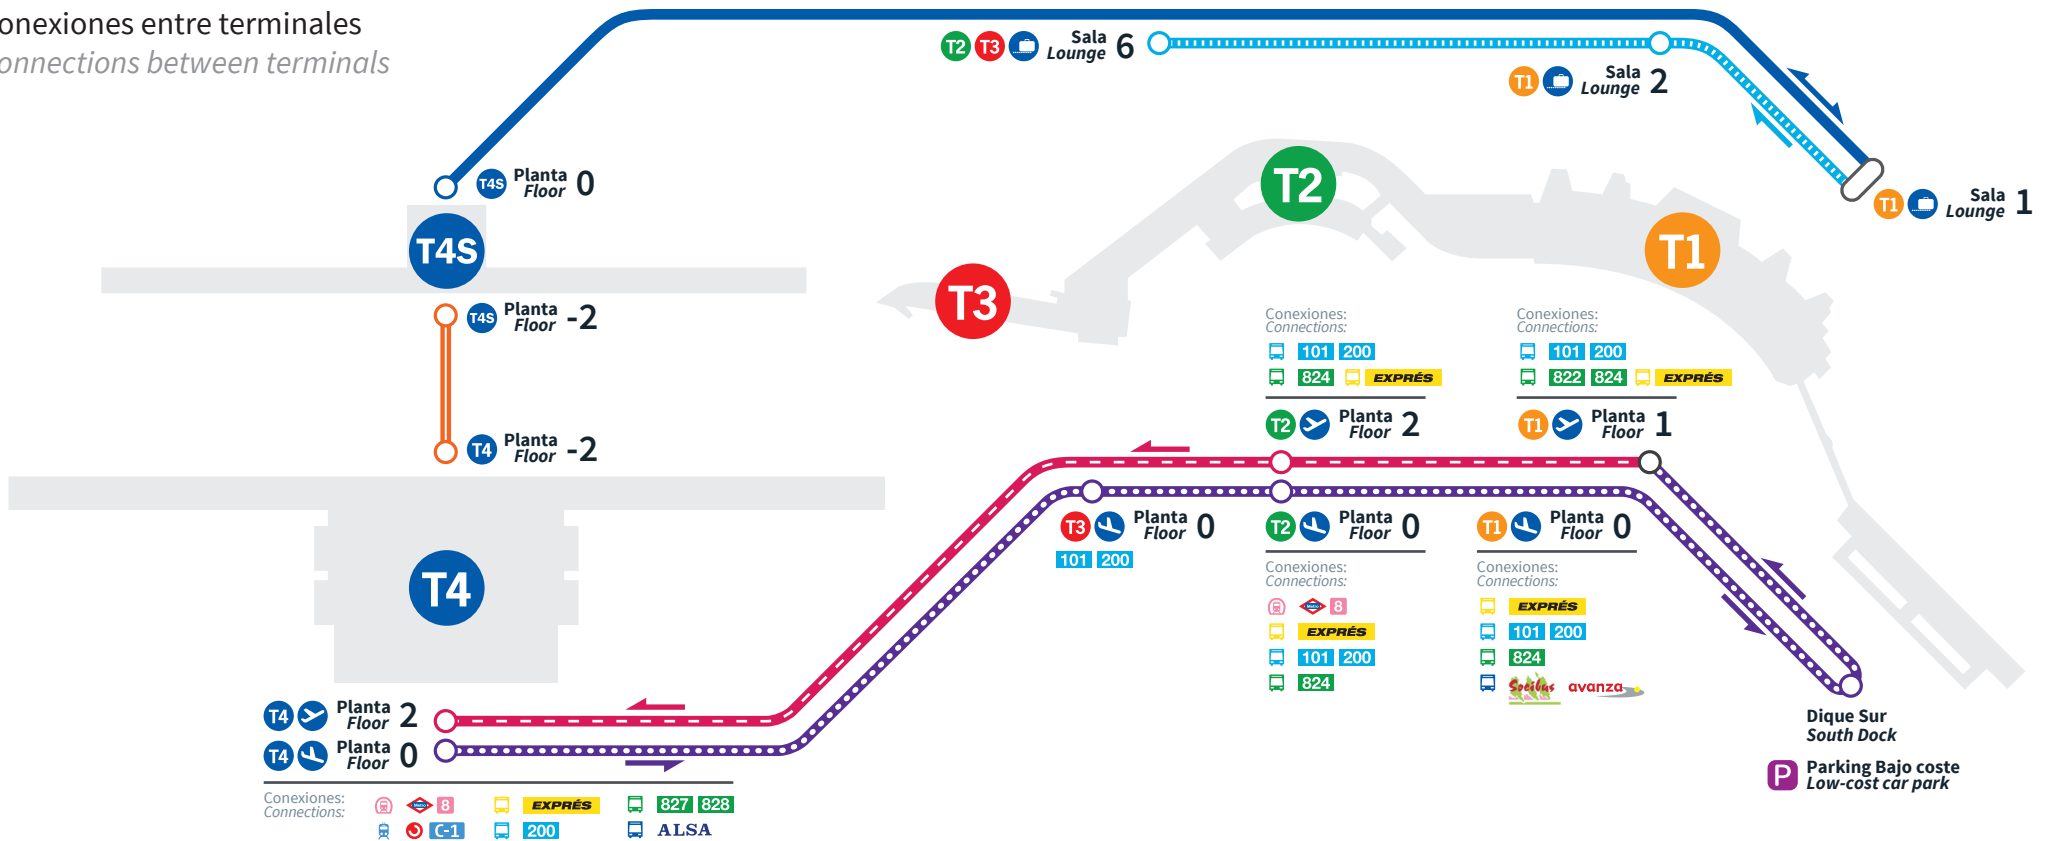 onexiones entre terminales
onnections between terminals
T2 T3 Sala Lounge 6
T1 Sala Lounge 2
T1 Sala Lounge 1
T4S Planta Floor 0
T4S
T4S Planta Floor -2
T4 Planta Floor -2
T4
T3
T2
T1
Conexiones:
Connections:
101 200
824 EXPRÉS
T2 Planta Floor 2
Conexiones:
Connections:
101 200
822 824 EXPRÉS
T1 Planta Floor 1
T3 Planta Floor 0
101 200
T2 Planta Floor 0
Conexiones:
Connections:
Metro 8
EXPRÉS
101 200
824
T1 Planta Floor 0
Conexiones:
Connections:
EXPRÉS
101 200
824
Socibus avanza
Dique Sur
South Dock
P Parking Bajo coste
Low-cost car park
T4 Planta Floor 2
T4 Planta Floor 0
Conexiones:
Connections:
Metro 8 EXPRÉS 827 828
C-1 200 ALSA